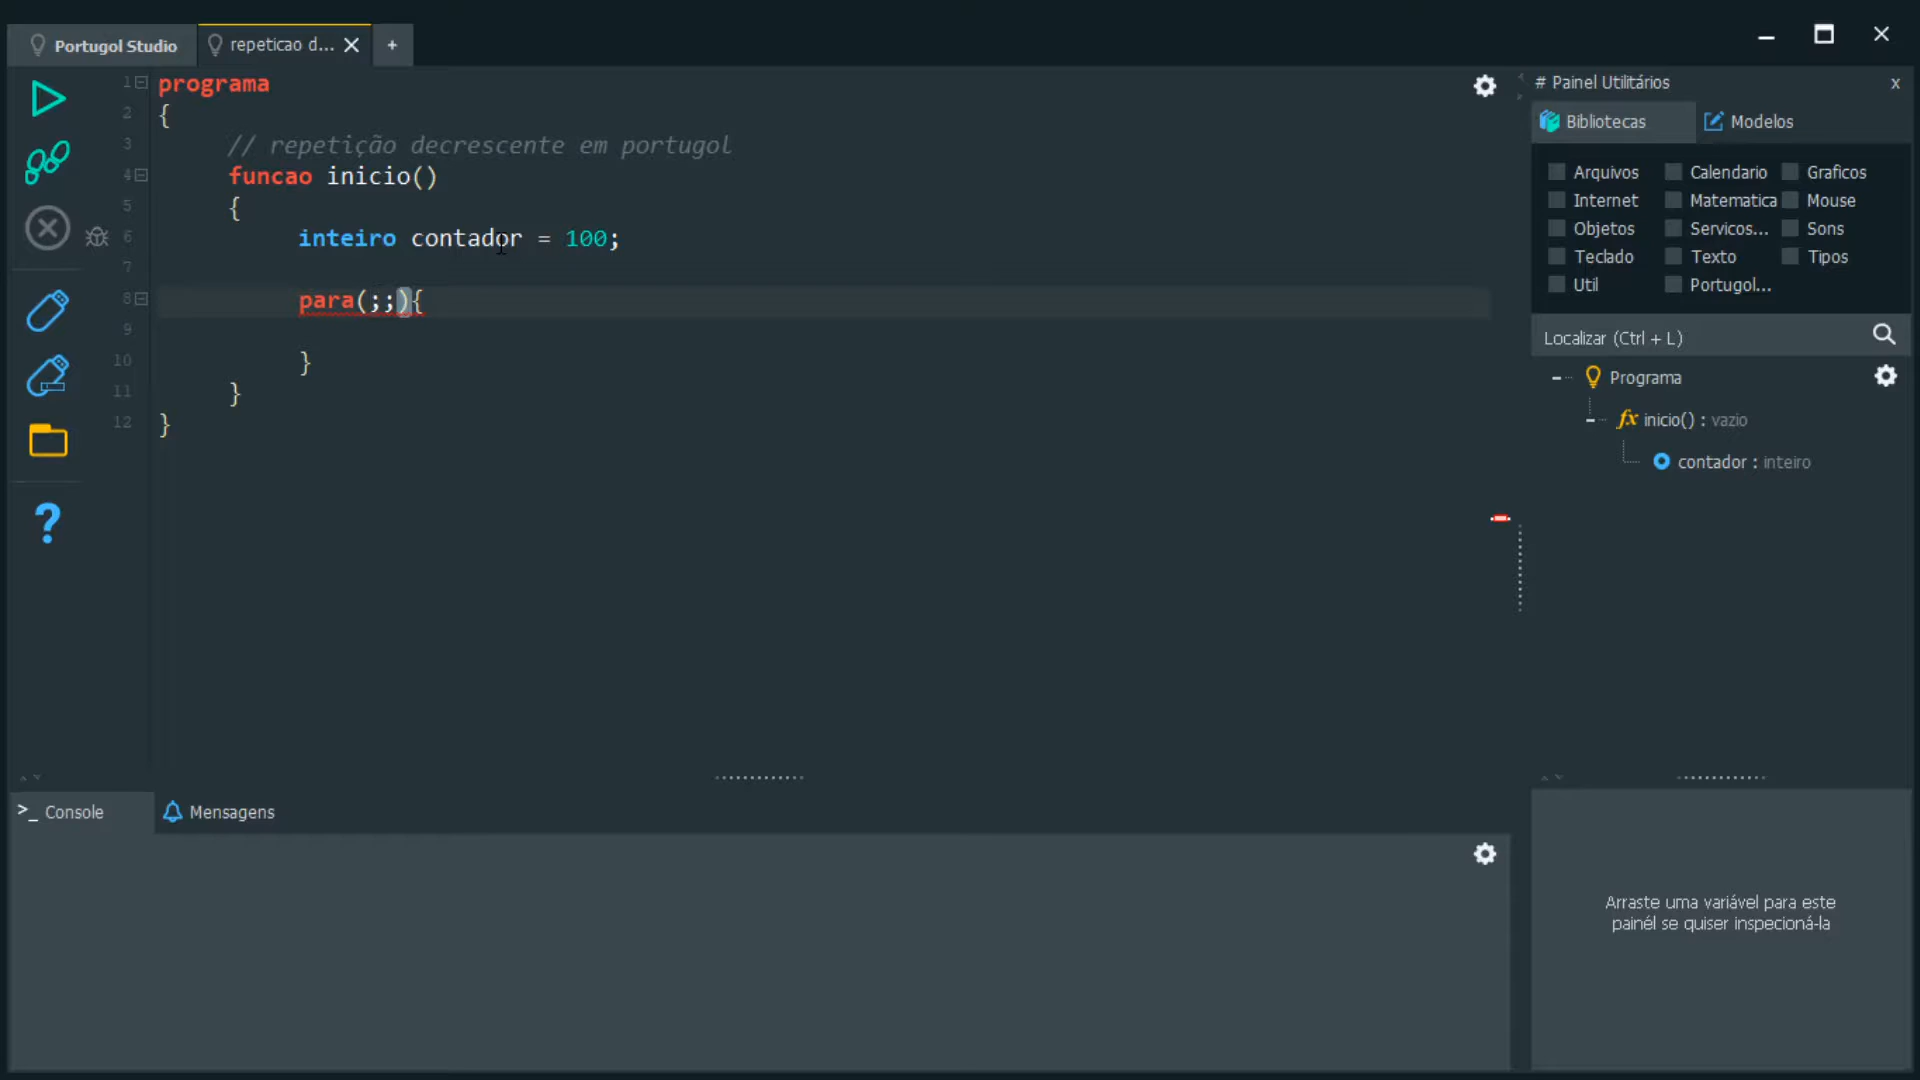 Portugol Studio
repeticao d...
+
1 programa
2 {
3 // repetição decrescente em portugol
4 funcao inicio()
5 {
6 inteiro contador = 100;
7
8 para(;;){
9
10 }
11 }
12 }
# Painel Utilitários
x
Bibliotecas
Modelos
Arquivos Calendario Graficos
Internet Matematica Mouse
Objetos Servicos... Sons
Teclado Texto Tipos
Util Portugol...
Localizar (Ctrl + L)
Programa
fx inicio() : vazio
contador : inteiro
?
>_ Console
Mensagens
Arraste uma variável para este
painél se quiser inspecioná-la